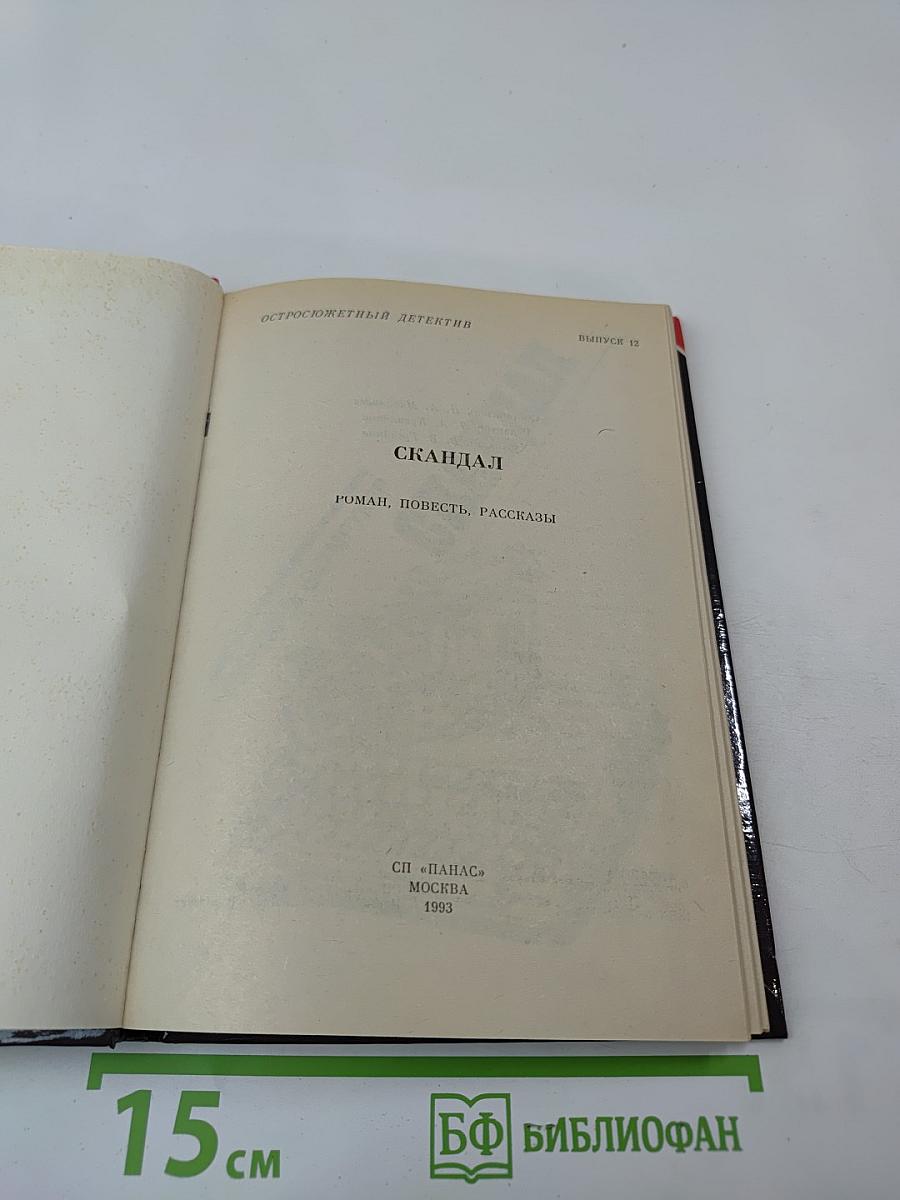 ОСТРОСЮЖЕТНЫЙ ДЕТЕКТИВ
ВЫПУСК 12
СКАНДАЛ
РОМАН, ПОВЕСТЬ, РАССКАЗЫ
СП «ПАНАС»
МОСКВА
1993
15 см
БФ БИБЛИОФАН